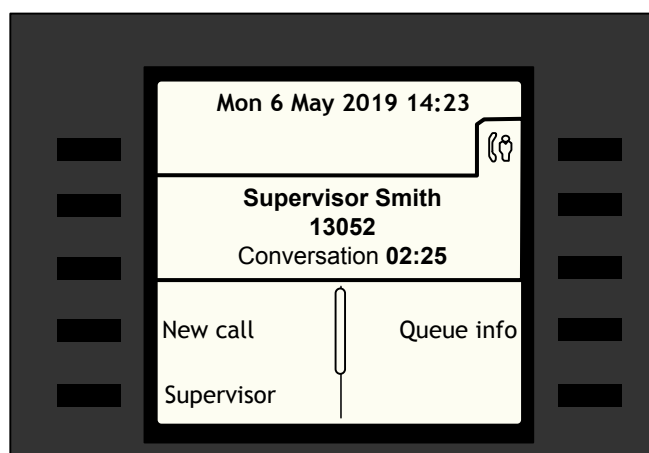 Mon 6 May 2019 14:23
Supervisor Smith
13052
Conversation 02:25
New call
Queue info
Supervisor